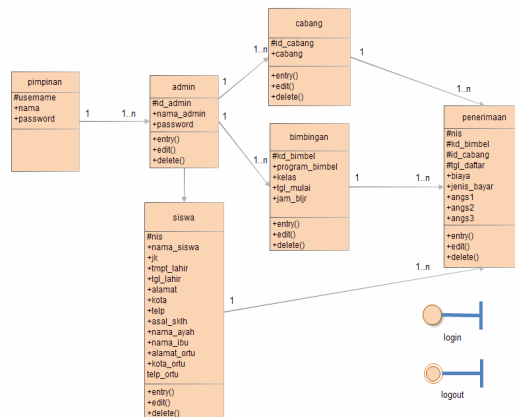 cabang
#id_cabang
+cabang
+entry()
+edit()
+delete()
1..n
1
1
1..n
pimpinan
#username
+nama
+password
1
1..n
admin
#id_admin
+nama_admin
+password
+entry()
+edit()
+delete()
1
1..n
bimbingan
#kd_bimbel
+program_bimbel
+kelas
+tgl_mulai
+jam_bljr
+entry()
+edit()
+delete()
1
1..n
penerimaan
#nis
#kd_bimbel
#id_cabang
#tgl_daftar
+biaya
+jenis_bayar
+angs1
+angs2
+angs3
+entry()
+edit()
+delete()
1
1..n
siswa
#nis
+nama_siswa
+jk
+tmpt_lahir
+tgl_lahir
+alamat
+kota
+telp
+asal_sklh
+nama_ayah
+nama_ibu
+alamat_ortu
+kota_ortu
telp_ortu
+entry()
+edit()
+delete()
login
logout